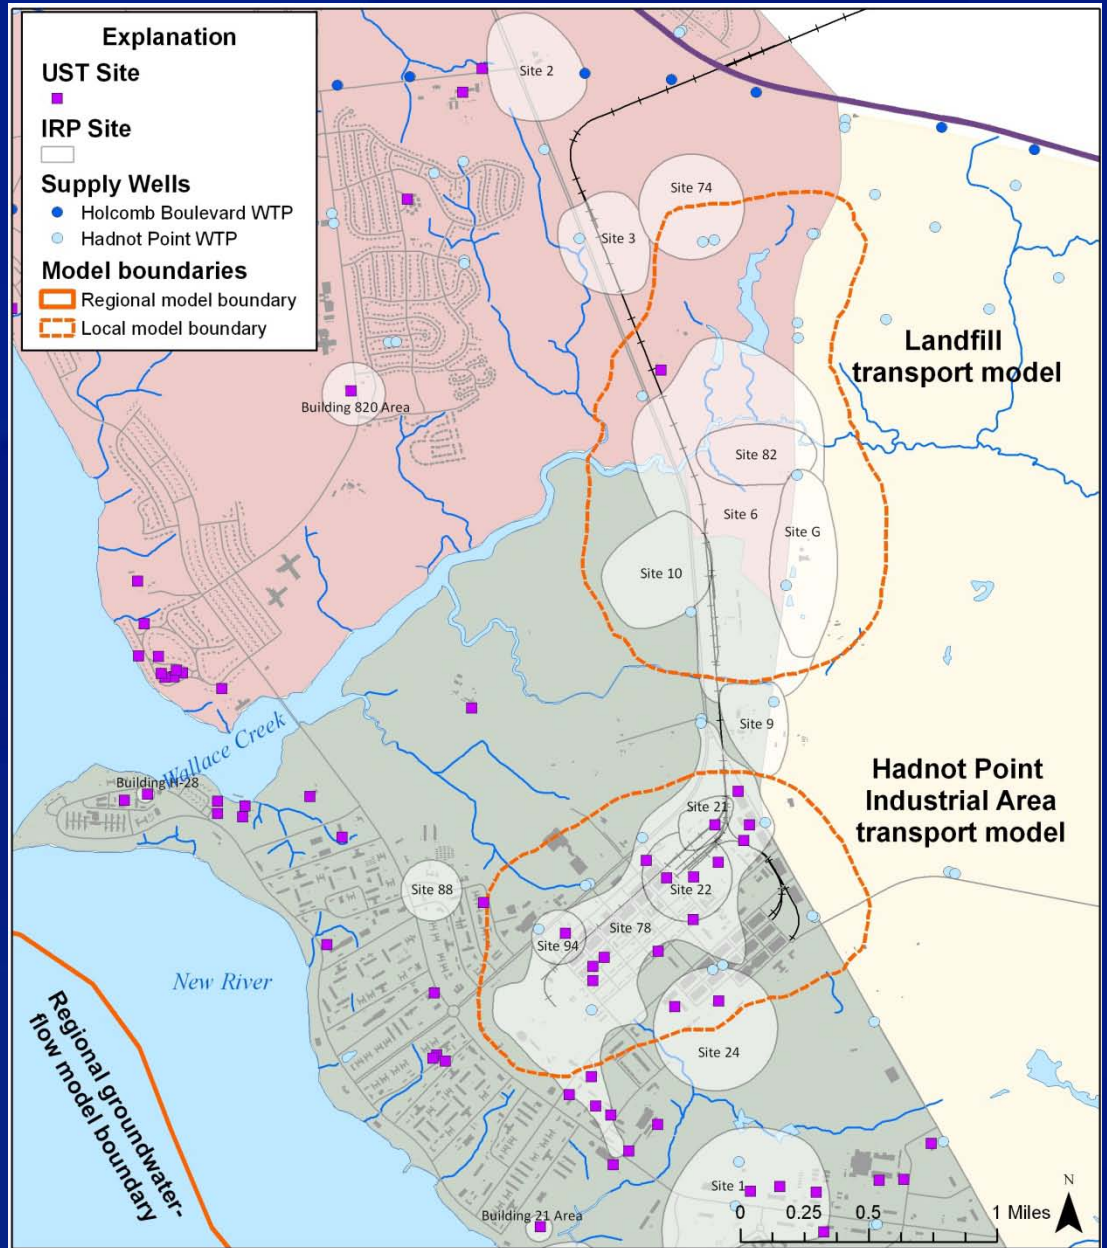 Explanation
UST Site
IRP Site
Supply Wells
Holcomb Boulevard WTP
Hadnot Point WTP
Model boundaries
Regional model boundary
Local model boundary
Site 2
Site 74
Site 3
Landfill
transport model
Building 820 Area
Site 82
Site 6
Site G
Site 10
Site 9
Wallace Creek
Building H-28
Hadnot Point
Industrial Area
transport model
Site 21
Site 88
Site 22
Site 78
Site 94
New River
Site 24
Regional groundwater-
flow model boundary
Site 1
Building 21 Area
N
0 0.25 0.5 1 Miles